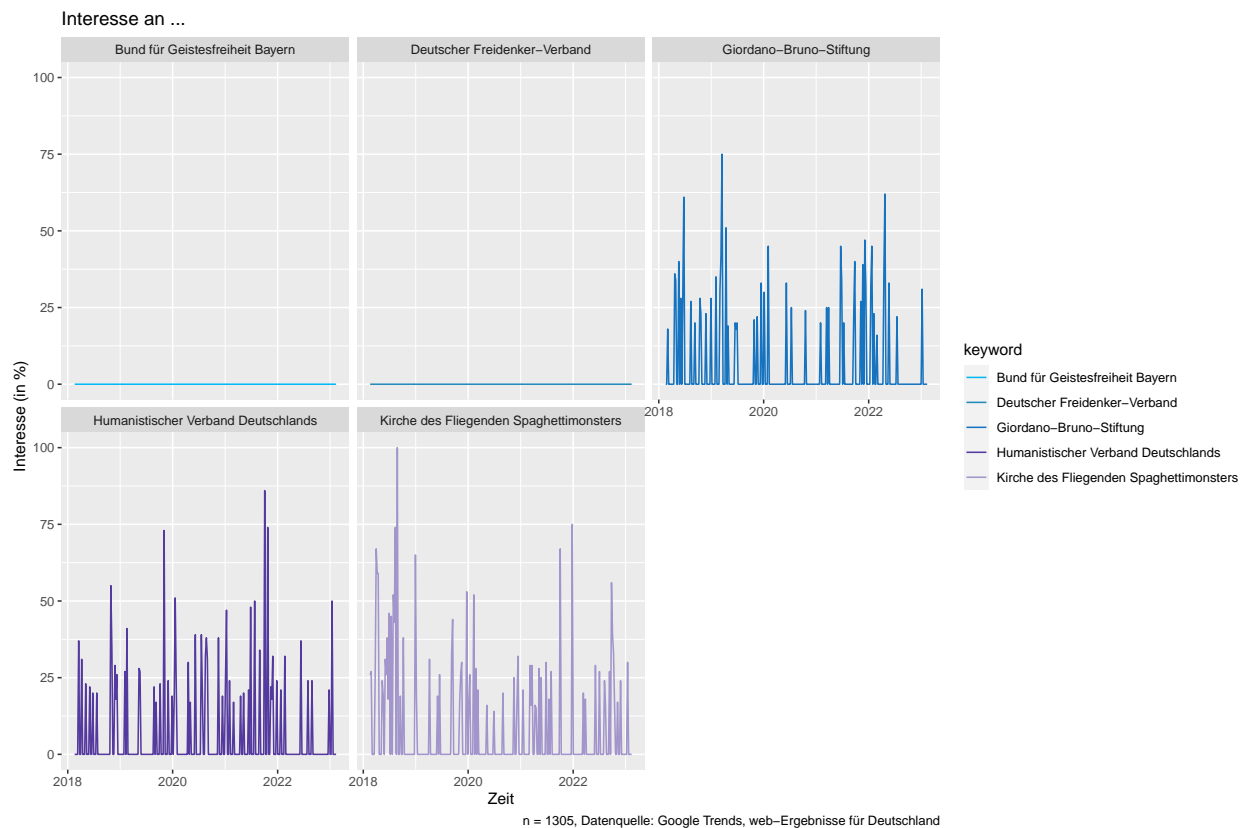 Interesse an ...
Bund für Geistesfreiheit Bayern
Deutscher Freidenker−Verband
Giordano−Bruno−Stiftung
100
75
50
25
0
2018
2020
2022
Humanistischer Verband Deutschlands
Kirche des Fliegenden Spaghettimonsters
100
75
50
25
0
2018
2020
2022
2018
2020
2022
Interesse (in %)
Zeit
keyword
Bund für Geistesfreiheit Bayern
Deutscher Freidenker−Verband
Giordano−Bruno−Stiftung
Humanistischer Verband Deutschlands
Kirche des Fliegenden Spaghettimonsters
n = 1305, Datenquelle: Google Trends, web−Ergebnisse für Deutschland